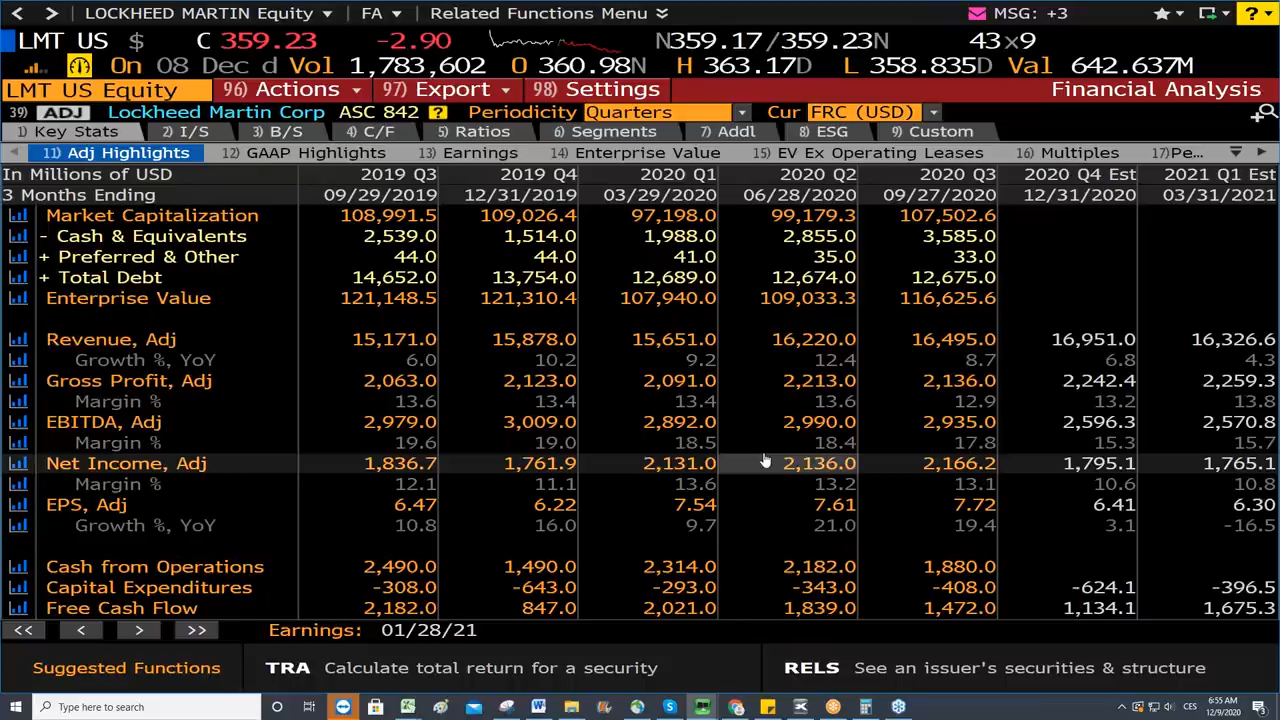 LOCKHEED MARTIN Equity FA Related Functions Menu MSG: +3 ?
LMT US $ C 359.23 -2.90 N359.17/359.23N 43×9
On 08 Dec d Vol 1,783,602 O 360.98N H 363.17D L 358.835D Val 642.637M
LMT US Equity 96) Actions 97) Export 98) Settings Financial Analysis
39) ADJ Lockheed Martin Corp ASC 842 ? Periodicity Quarters Cur FRC (USD)
1) Key Stats 2) I/S 3) B/S 4) C/F 5) Ratios 6) Segments 7) Addl 8) ESG 9) Custom
11) Adj Highlights 12) GAAP Highlights 13) Earnings 14) Enterprise Value 15) EV Ex Operating Leases 16) Multiples 17) Pe...
In Millions of USD 2019 Q3 2019 Q4 2020 Q1 2020 Q2 2020 Q3 2020 Q4 Est 2021 Q1 Est
3 Months Ending 09/29/2019 12/31/2019 03/29/2020 06/28/2020 09/27/2020 12/31/2020 03/31/2021
Market Capitalization 108,991.5 109,026.4 97,198.0 99,179.3 107,502.6
- Cash & Equivalents 2,539.0 1,514.0 1,988.0 2,855.0 3,585.0
+ Preferred & Other 44.0 44.0 41.0 35.0 33.0
+ Total Debt 14,652.0 13,754.0 12,689.0 12,674.0 12,675.0
Enterprise Value 121,148.5 121,310.4 107,940.0 109,033.3 116,625.6
Revenue, Adj 15,171.0 15,878.0 15,651.0 16,220.0 16,495.0 16,951.0 16,326.6
Growth %, YoY 6.0 10.2 9.2 12.4 8.7 6.8 4.3
Gross Profit, Adj 2,063.0 2,123.0 2,091.0 2,213.0 2,136.0 2,242.4 2,259.3
Margin % 13.6 13.4 13.4 13.6 12.9 13.2 13.8
EBITDA, Adj 2,979.0 3,009.0 2,892.0 2,990.0 2,935.0 2,596.3 2,570.8
Margin % 19.6 19.0 18.5 18.4 17.8 15.3 15.7
Net Income, Adj 1,836.7 1,761.9 2,131.0 2,136.0 2,166.2 1,795.1 1,765.1
Margin % 12.1 11.1 13.6 13.2 13.1 10.6 10.8
EPS, Adj 6.47 6.22 7.54 7.61 7.72 6.41 6.30
Growth %, YoY 10.8 16.0 9.7 21.0 19.4 3.1 -16.5
Cash from Operations 2,490.0 1,490.0 2,314.0 2,182.0 1,880.0
Capital Expenditures -308.0 -643.0 -293.0 -343.0 -408.0 -624.1 -396.5
Free Cash Flow 2,182.0 847.0 2,021.0 1,839.0 1,472.0 1,134.1 1,675.3
<< < > >> Earnings: 01/28/21
Suggested Functions TRA Calculate total return for a security RELS See an issuer's securities & structure
Type here to search CES 6:55 AM
12/9/2020